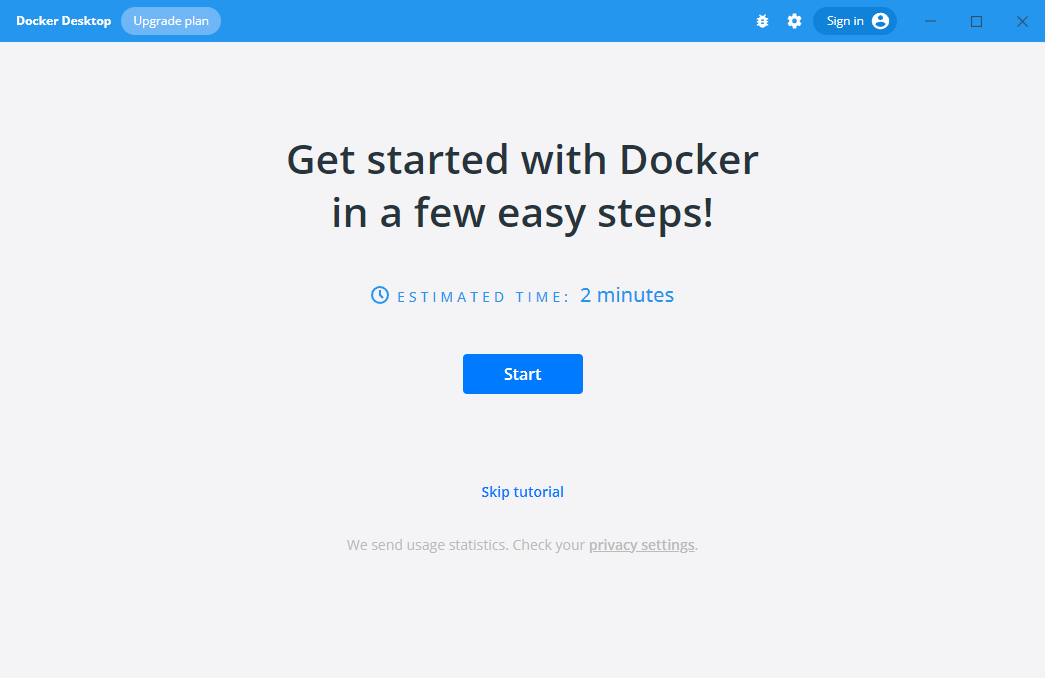 Docker Desktop Upgrade plan Sign in
Get started with Docker
in a few easy steps!
ESTIMATED TIME: 2 minutes
Start
Skip tutorial
We send usage statistics. Check your privacy settings.